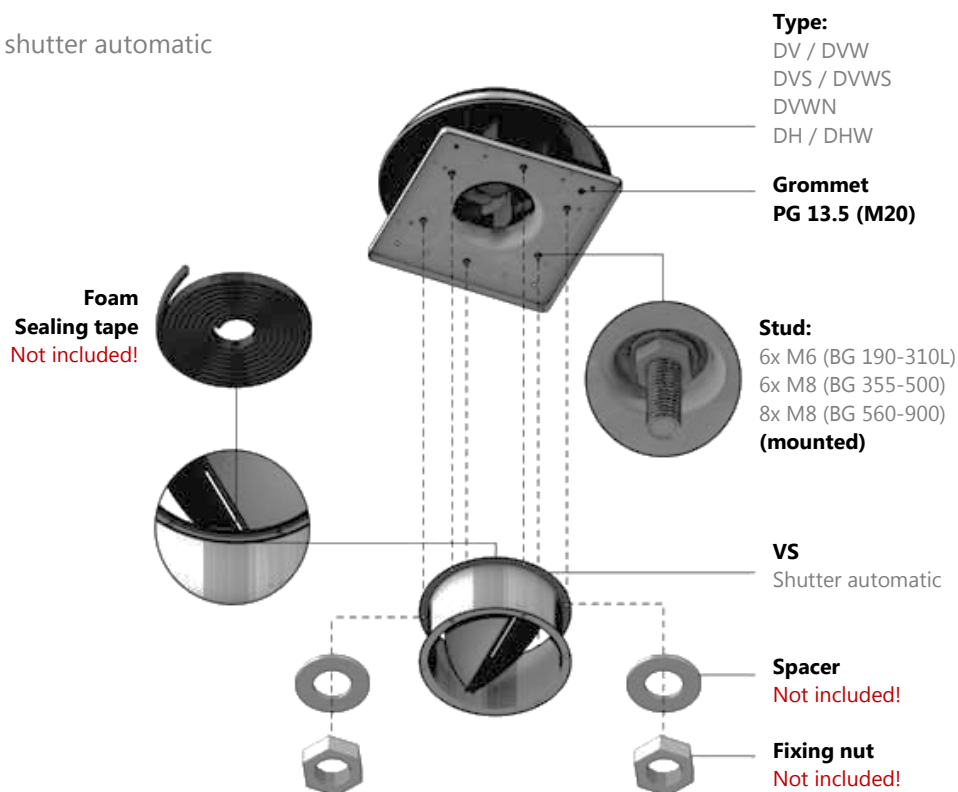 shutter automatic
Type:
DV / DVW
DVS / DVWS
DVWN
DH / DHW
Grommet
PG 13.5 (M20)
Foam
Sealing tape
Not included!
Stud:
6x M6 (BG 190-310L)
6x M8 (BG 355-500)
8x M8 (BG 560-900)
(mounted)
VS
Shutter automatic
Spacer
Not included!
Fixing nut
Not included!